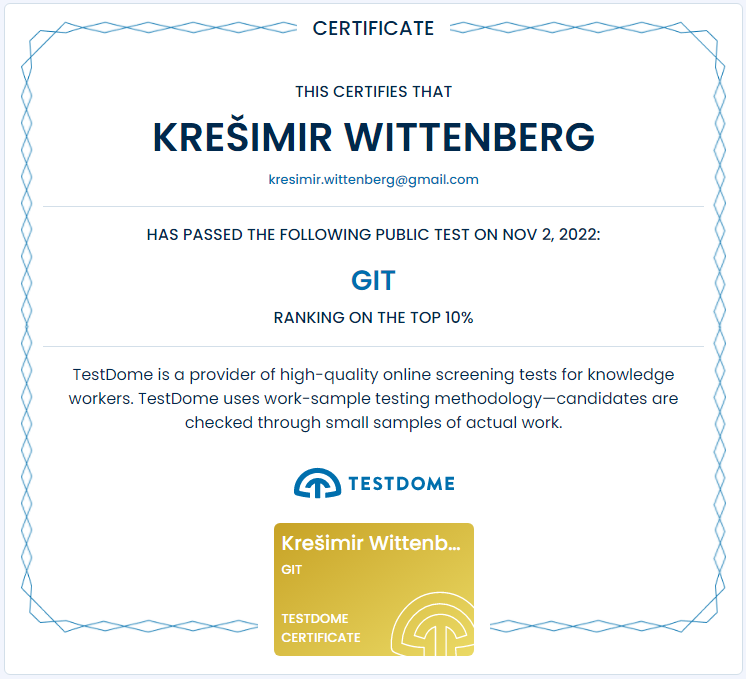 CERTIFICATE
THIS CERTIFIES THAT
KREŠIMIR WITTENBERG
kresimir.wittenberg@gmail.com
HAS PASSED THE FOLLOWING PUBLIC TEST ON NOV 2, 2022:
GIT
RANKING ON THE TOP 10%
TestDome is a provider of high-quality online screening tests for knowledge
workers. TestDome uses work-sample testing methodology—candidates are
checked through small samples of actual work.
TESTDOME
Krešimir Wittenb...
GIT
TESTDOME
CERTIFICATE